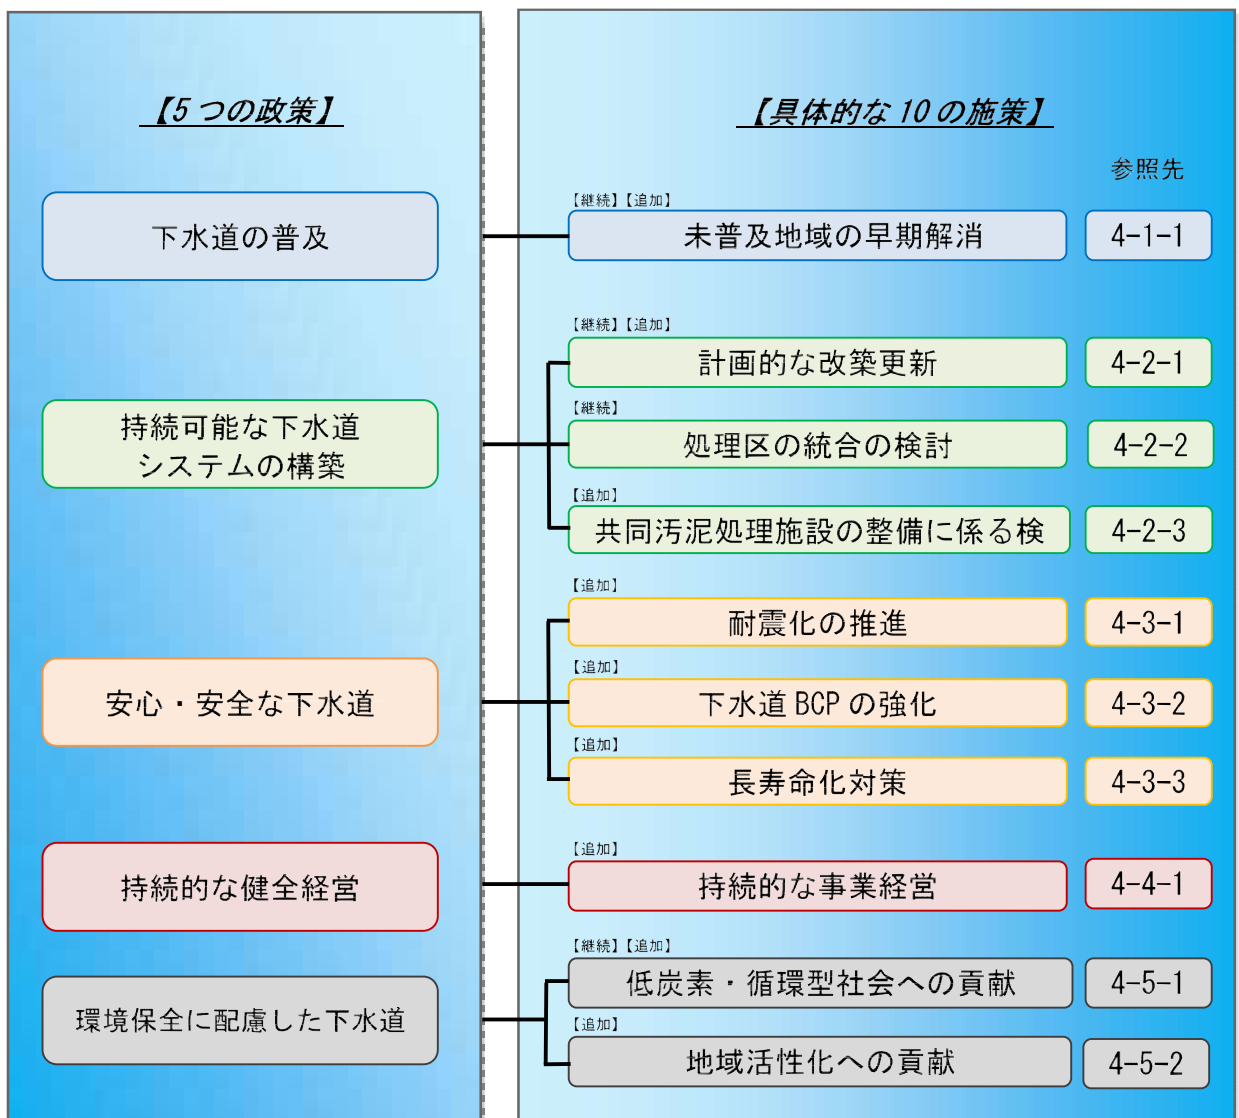 【5つの政策】
【具体的な10の施策】
参照先
下水道の普及
【継続】【追加】
未普及地域の早期解消
4-1-1
持続可能な下水道
システムの構築
【継続】【追加】
計画的な改築更新
4-2-1
【継続】
処理区の統合の検討
4-2-2
【追加】
共同汚泥処理施設の整備に係る検
4-2-3
安心・安全な下水道
【追加】
耐震化の推進
4-3-1
【追加】
下水道BCPの強化
4-3-2
【追加】
長寿命化対策
4-3-3
持続的な健全経営
【追加】
持続的な事業経営
4-4-1
環境保全に配慮した下水道
【継続】【追加】
低炭素・循環型社会への貢献
4-5-1
【追加】
地域活性化への貢献
4-5-2